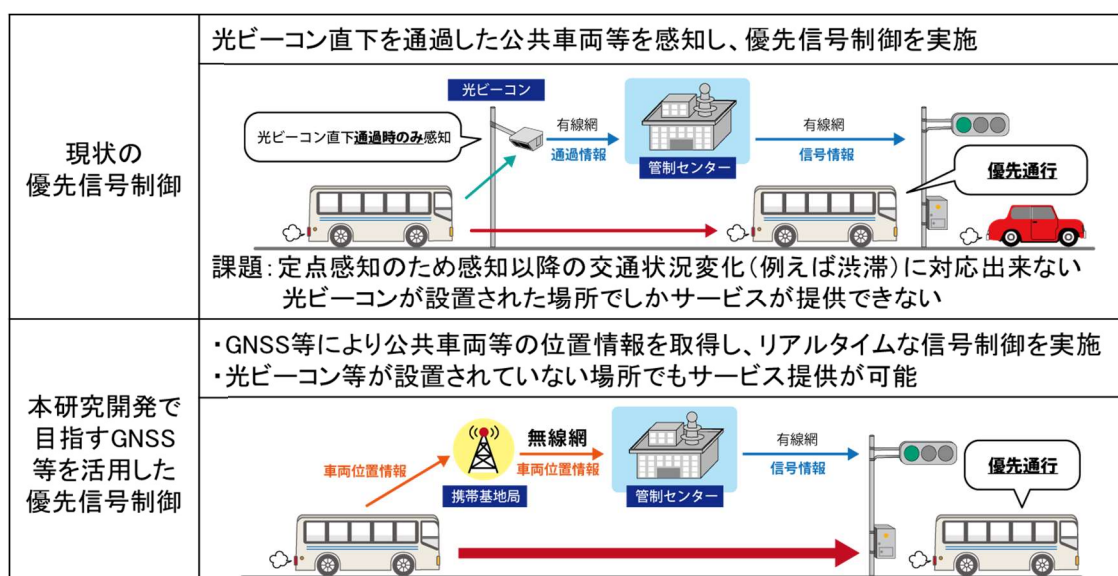 現状の
優先信号制御
光ビーコン直下を通過した公共車両等を感知し、優先信号制御を実施
光ビーコン
光ビーコン直下通過時のみ感知
有線網
通過情報
管制センター
有線網
信号情報
優先通行
課題：定点感知のため感知以降の交通状況変化（例えば渋滞）に対応出来ない
光ビーコンが設置された場所でしかサービスが提供できない
本研究開発で
目指すGNSS
等を活用した
優先信号制御
・GNSS等により公共車両等の位置情報を取得し、リアルタイムな信号制御を実施
・光ビーコン等が設置されていない場所でもサービス提供が可能
車両位置情報
携帯基地局
無線網
車両位置情報
管制センター
有線網
信号情報
優先通行